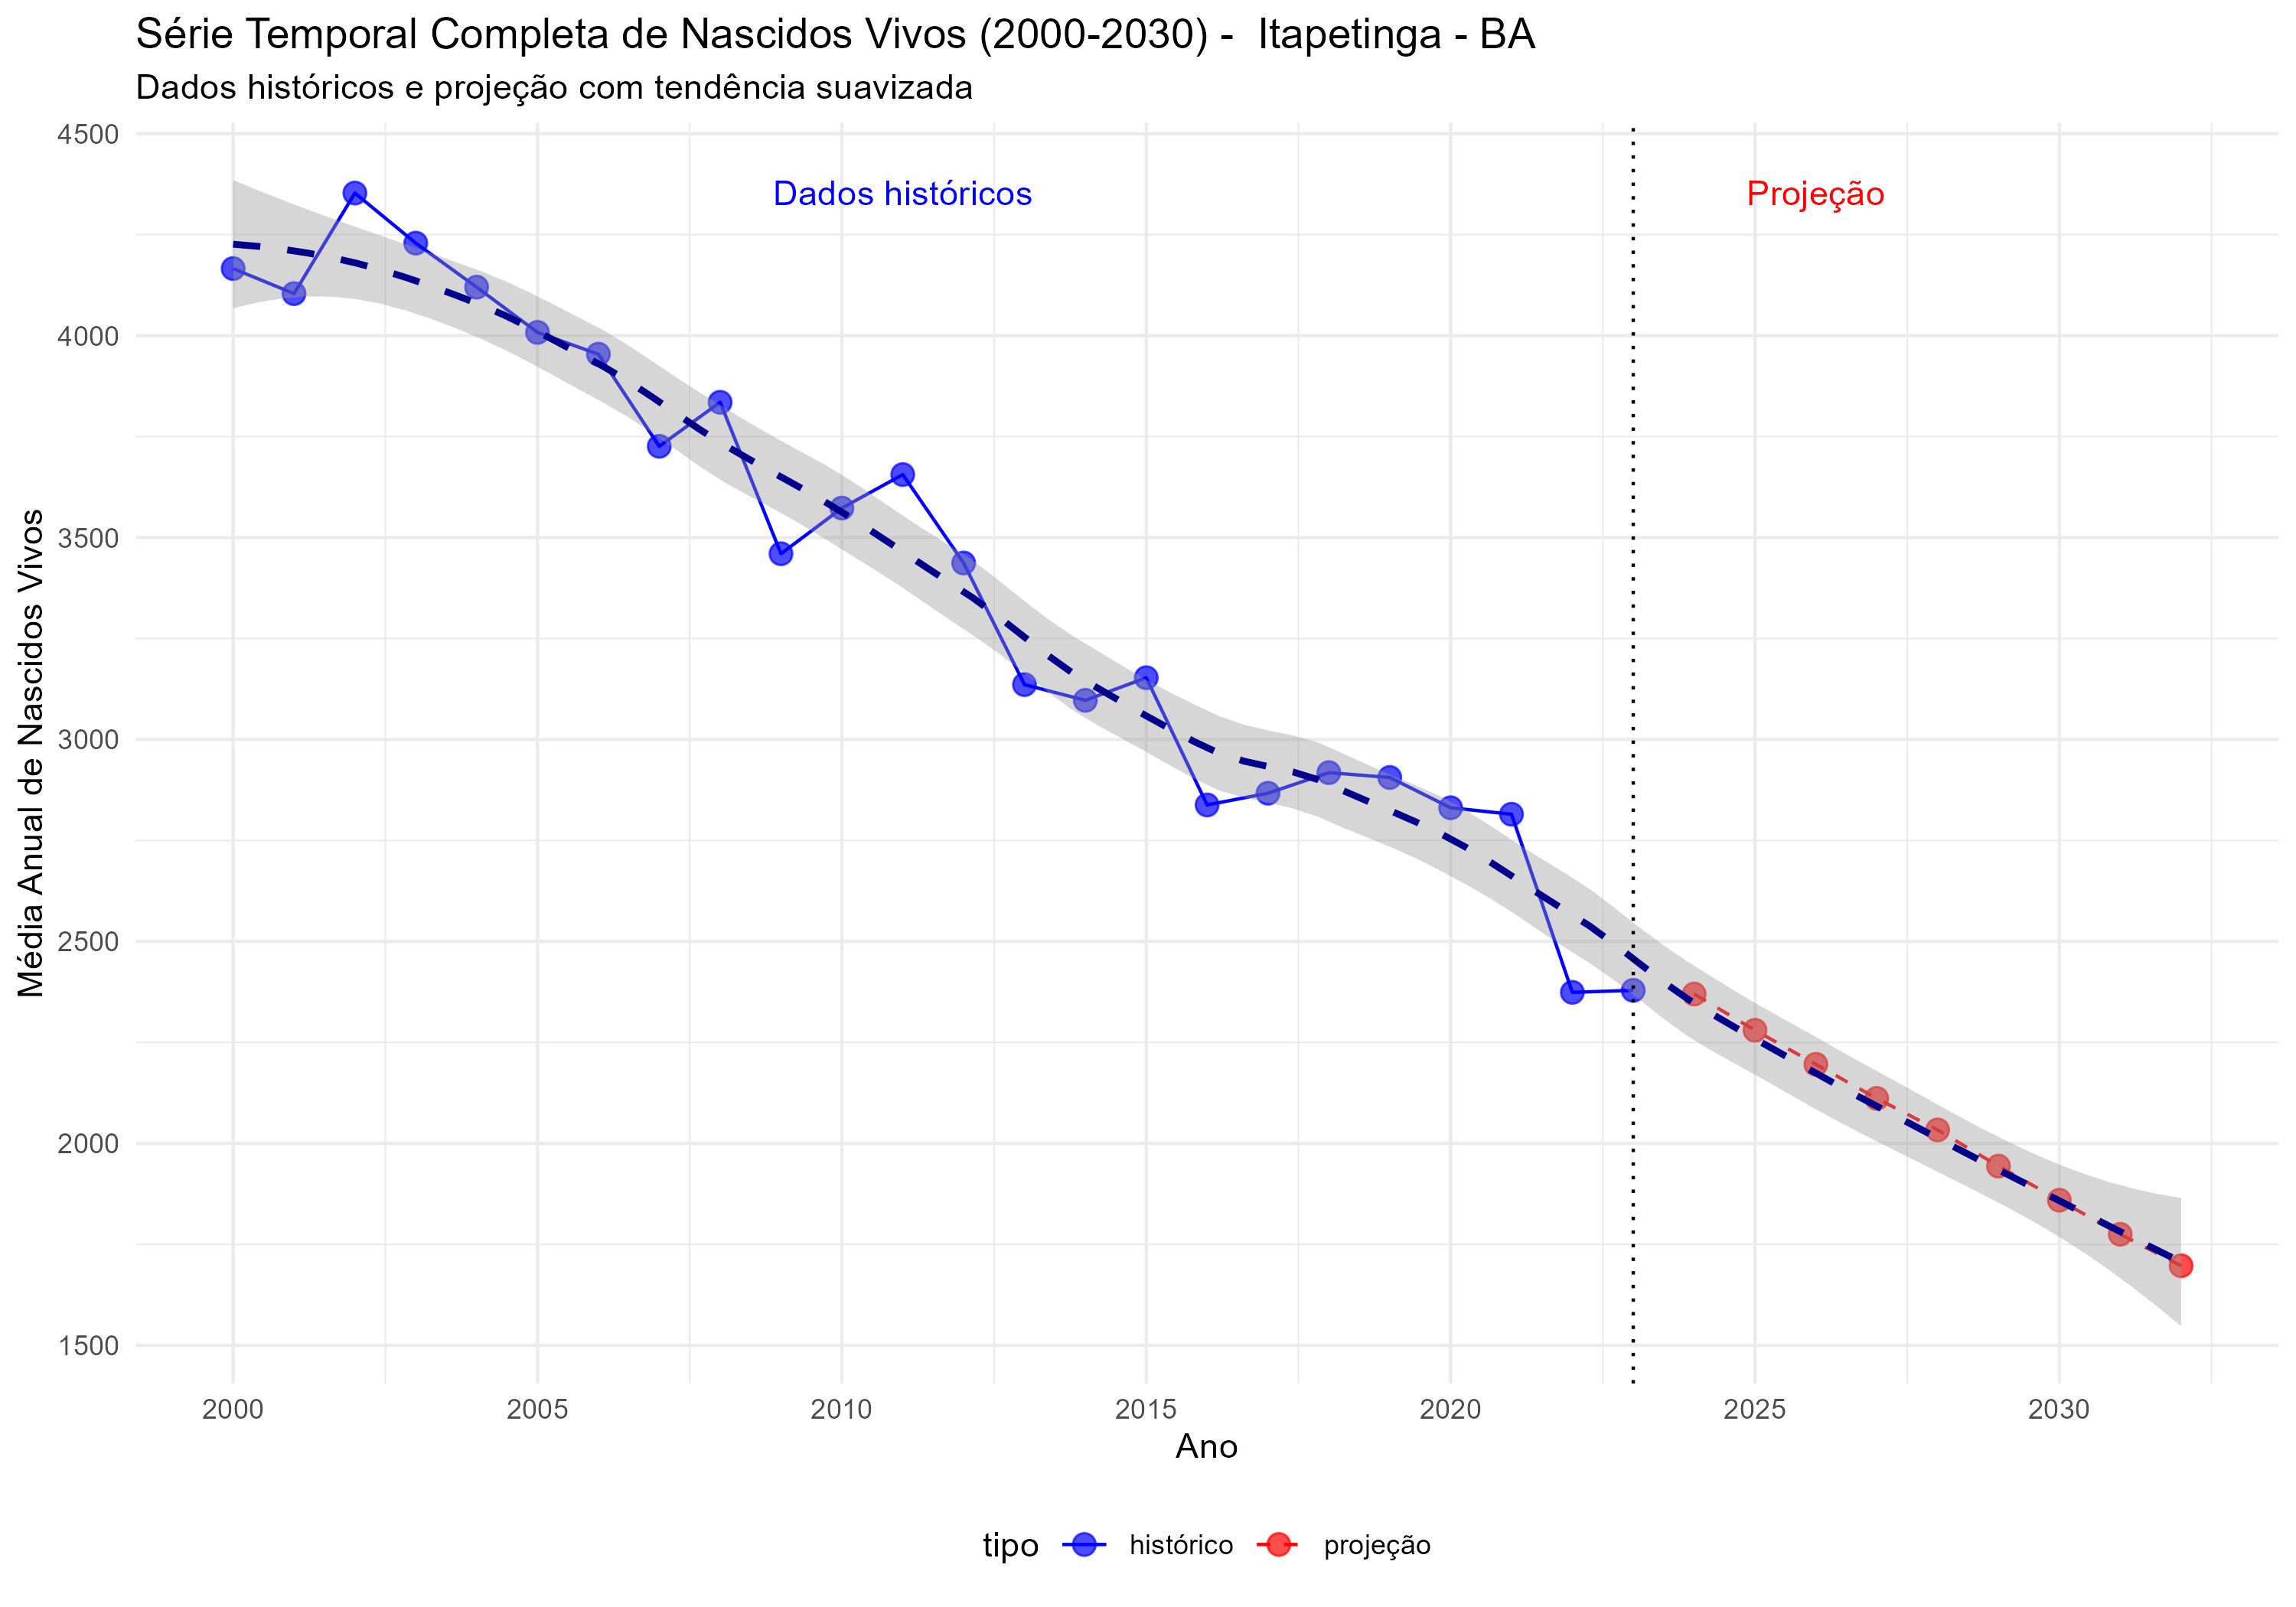 Série Temporal Completa de Nascidos Vivos (2000-2030) -  Itapetinga - BA
Dados históricos e projeção com tendência suavizada
Média Anual de Nascidos Vivos
4500
4000
3500
3000
2500
2000
1500
Dados históricos
Projeção
2000 2005 2010 2015 2020 2025 2030
Ano
tipo histórico projeção